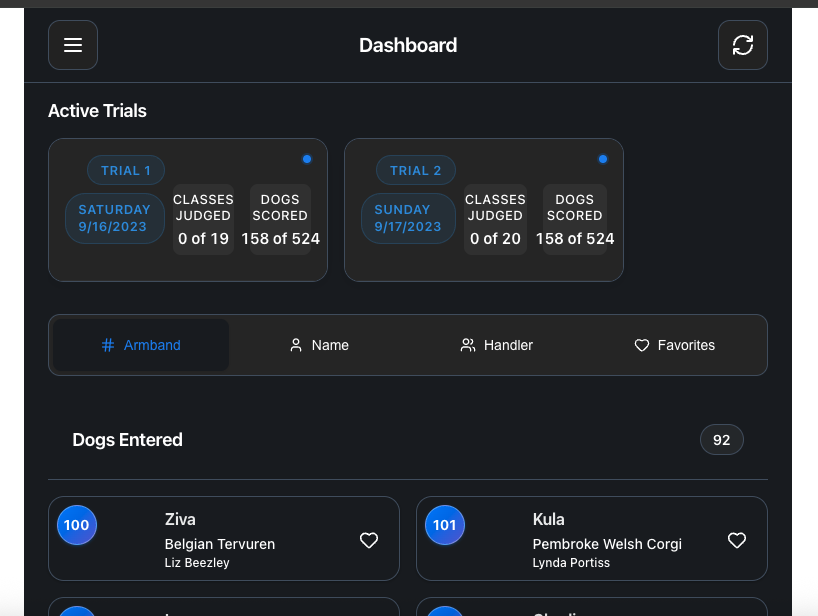 Dashboard
Active Trials
TRIAL 1
SATURDAY
9/16/2023
CLASSES
JUDGED
0 of 19
DOGS
SCORED
158 of 524
TRIAL 2
SUNDAY
9/17/2023
CLASSES
JUDGED
0 of 20
DOGS
SCORED
158 of 524
Armband
Name
Handler
Favorites
Dogs Entered
92
100
Ziva
Belgian Tervuren
Liz Beezley
101
Kula
Pembroke Welsh Corgi
Lynda Portiss